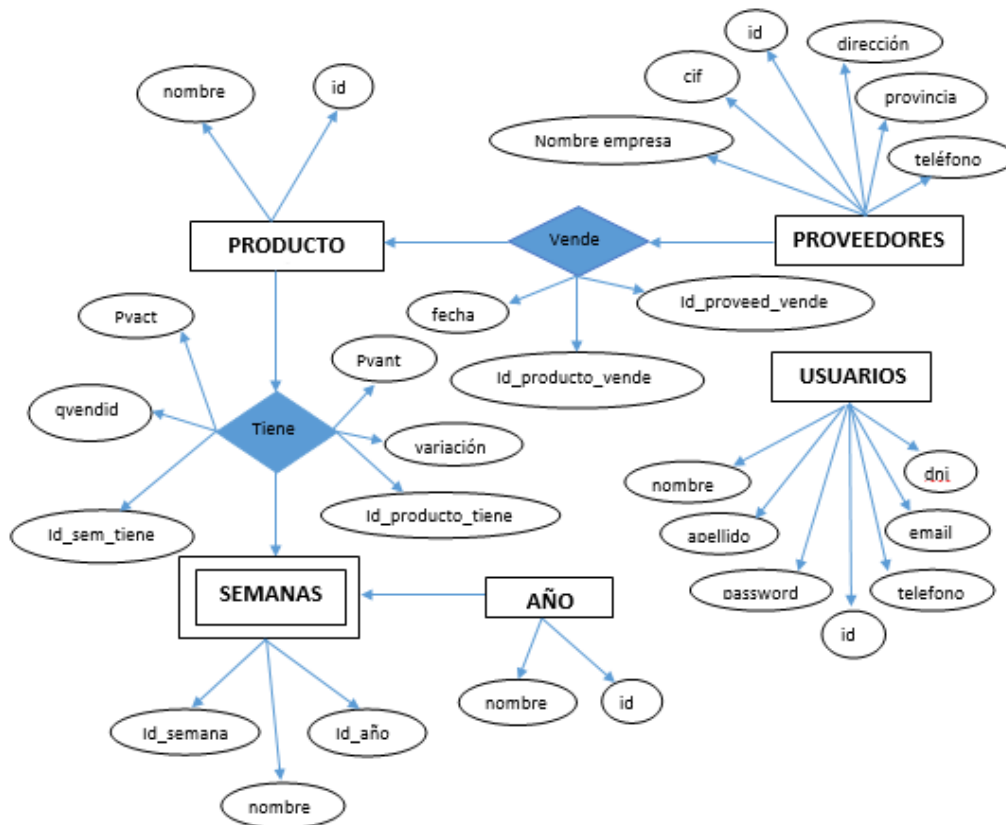 id
dirección
cif
nombre
id
provincia
Nombre empresa
teléfono
PRODUCTO
Vende
PROVEEDORES
Pvact
fecha
Id_proveed_vende
Pvant
Id_producto_vende
USUARIOS
qvendid
Tiene
variación
nombre
dni
Id_sem_tiene
Id_producto_tiene
apellido
email
SEMANAS
AÑO
password
telefono
id
nombre
id
Id_semana
Id_año
nombre